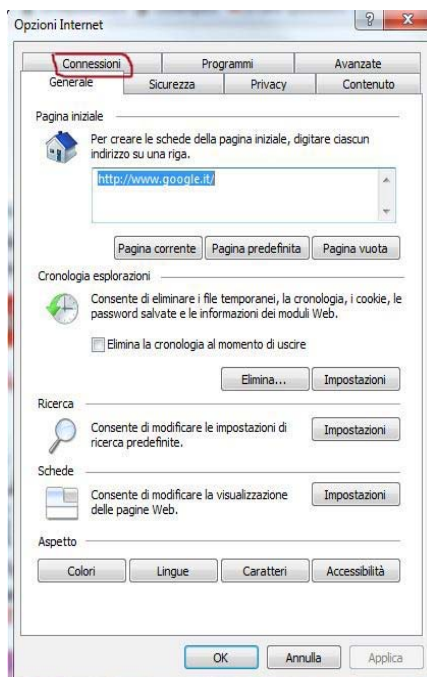 Opzioni Internet
Connessioni Programmi Avanzate
Generale Sicurezza Privacy Contenuto
Pagina iniziale
Per creare le schede della pagina iniziale, digitare ciascun
indirizzo su una riga.
http://www.google.it/
Pagina corrente Pagina predefinita Pagina vuota
Cronologia esplorazioni
Consente di eliminare i file temporanei, la cronologia, i cookie, le
password salvate e le informazioni dei moduli Web.
Elimina la cronologia al momento di uscire
Elimina... Impostazioni
Ricerca
Consente di modificare le impostazioni di
ricerca predefinite.
Impostazioni
Schede
Consente di modificare la visualizzazione
delle pagine Web.
Impostazioni
Aspetto
Colori Lingue Caratteri Accessibilità
OK Annulla Applica